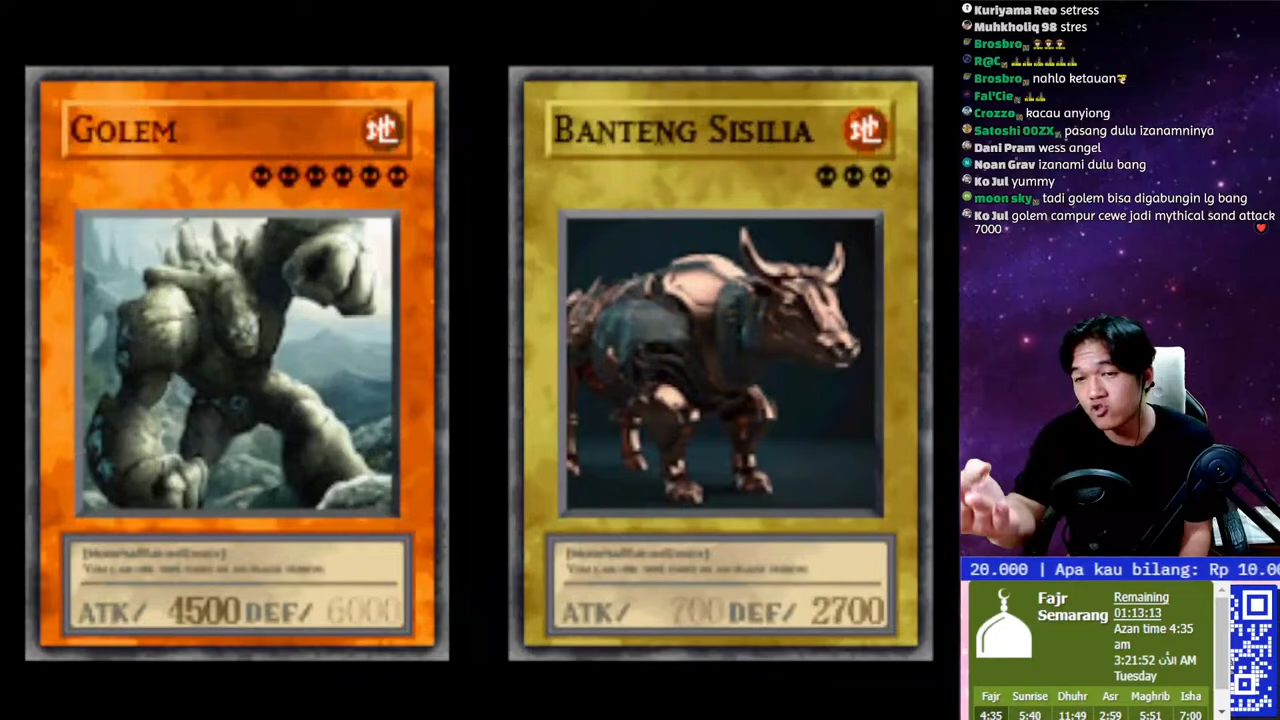 GOLEM
地
ATK/ 4500 DEF/ 6000
BANTENG SISILIA
地
ATK/ 700 DEF/ 2700
Kuriyama Reo setress
Muhkholiq 98 stres
Brosbro
R@C
Brosbro nahlo ketauan
Fal'Cie
Crozzo kacau anyiong
Satoshi 00ZX pasang dulu izanamninya
Dani Pram wess angel
Noan Grav izanami dulu bang
Ko Jul yummy
moon sky tadi golem bisa digabungin lg bang
Ko Jul golem campur cewe jadi mythical sand attack
7000
20.000 | Apa kau bilang: Rp 10.00
Fajr
Semarang
Remaining
01:13:13
Azan time 4:35
am
3:21:52 الآن AM
Tuesday
Fajr Sunrise Dhuhr Asr Maghrib Isha
4:35 5:40 11:49 2:59 5:51 7:00